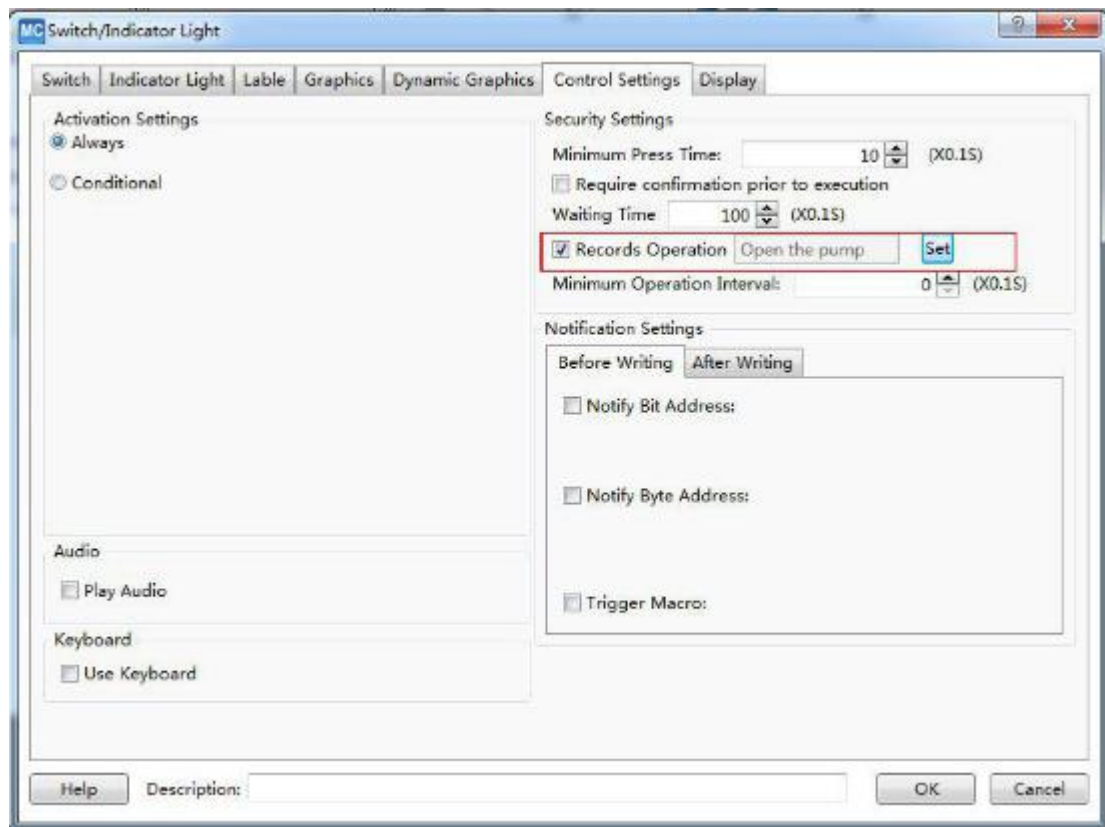 MC Switch/Indicator Light
Switch Indicator Light Lable Graphics Dynamic Graphics Control Settings Display
Activation Settings
Always
Conditional
Security Settings
Minimum Press Time: 10 (X0.1S)
Require confirmation prior to execution
Waiting Time 100 (X0.1S)
Records Operation Open the pump Set
Minimum Operation Interval: 0 (X0.1S)
Notification Settings
Before Writing After Writing
Notify Bit Address:
Notify Byte Address:
Trigger Macro:
Audio
Play Audio
Keyboard
Use Keyboard
Help Description: OK Cancel